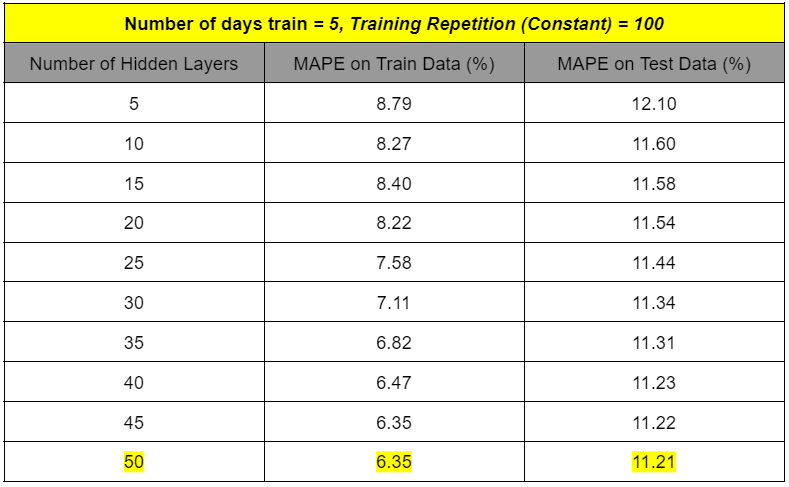 Number of days train = 5, Training Repetition (Constant) = 100
Number of Hidden Layers MAPE on Train Data (%) MAPE on Test Data (%)
5 8.79 12.10
10 8.27 11.60
15 8.40 11.58
20 8.22 11.54
25 7.58 11.44
30 7.11 11.34
35 6.82 11.31
40 6.47 11.23
45 6.35 11.22
50 6.35 11.21